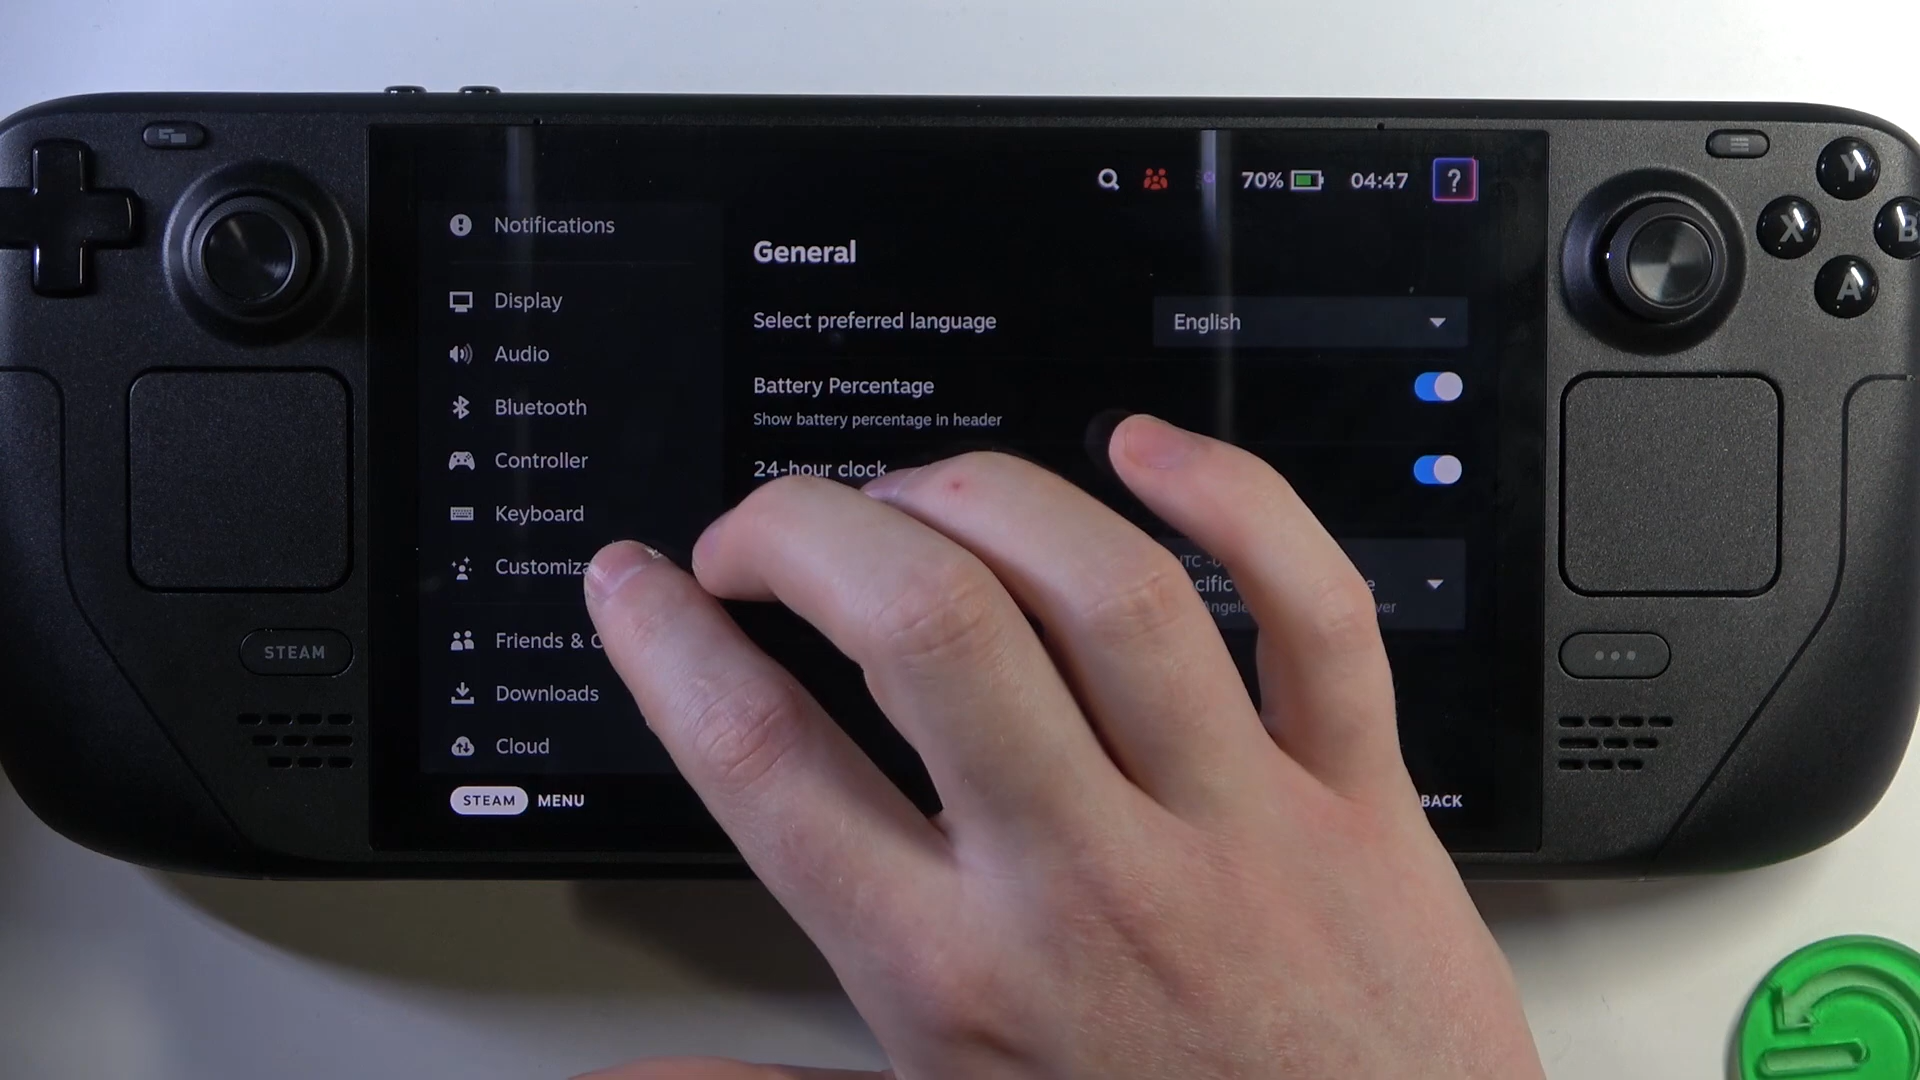 70%
04:47
?
Notifications
Display
Audio
Bluetooth
Controller
Keyboard
Customiza
Friends & C
Downloads
Cloud
STEAM MENU
General
Select preferred language
English
Battery Percentage
Show battery percentage in header
24-hour clock
BACK
STEAM
Y
X
B
A